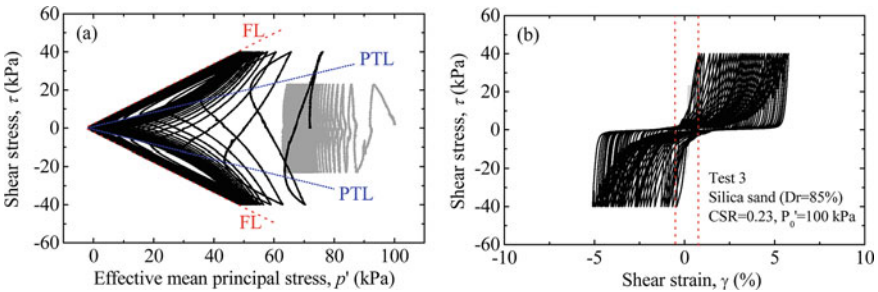 (a)
FL
PTL
PTL
FL
60
40
20
0
-20
-40
-60
Shear stress, τ (kPa)
0 20 40 60 80 100
Effective mean principal stress, p' (kPa)
(b)
60
40
20
0
-20
-40
-60
Shear stress, τ (kPa)
Test 3
Silica sand (Dr=85%)
CSR=0.23, P₀'=100 kPa
-10 -5 0 5 10
Shear strain, γ (%)